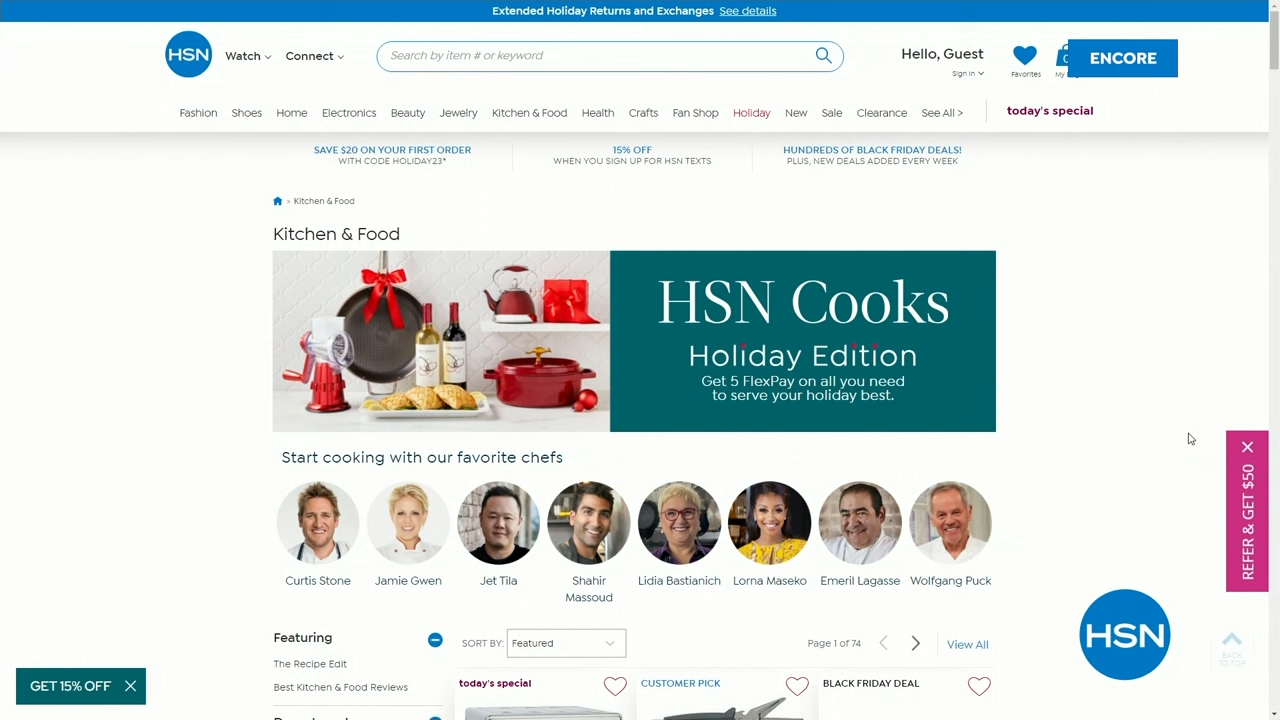 Extended Holiday Returns and Exchanges See details
HSN
Watch
Connect
Search by item # or keyword
Hello, Guest
Sign In
Favorites
ENCORE
Fashion Shoes Home Electronics Beauty Jewelry Kitchen & Food Health Crafts Fan Shop Holiday New Sale Clearance See All > today's special
SAVE $20 ON YOUR FIRST ORDER
WITH CODE HOLIDAY23*
15% OFF
WHEN YOU SIGN UP FOR HSN TEXTS
HUNDREDS OF BLACK FRIDAY DEALS!
PLUS, NEW DEALS ADDED EVERY WEEK
> Kitchen & Food
Kitchen & Food
HSN Cooks
Holiday Edition
Get 5 FlexPay on all you need
to serve your holiday best.
Start cooking with our favorite chefs
Curtis Stone
Jamie Gwen
Jet Tila
Shahir
Massoud
Lidia Bastianich
Lorna Maseko
Emeril Lagasse
Wolfgang Puck
REFER & GET $50
Featuring
The Recipe Edit
Best Kitchen & Food Reviews
SORT BY: Featured
Page 1 of 74
View All
today's special
CUSTOMER PICK
BLACK FRIDAY DEAL
HSN
BACK
TO TOP
GET 15% OFF